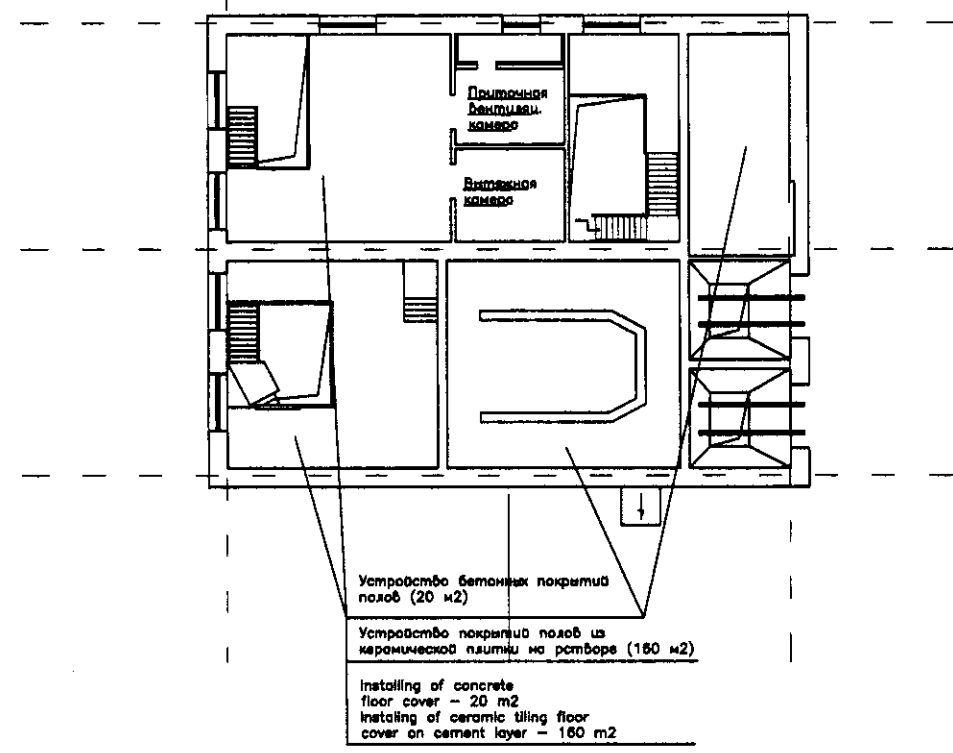 Приточная
вентиляц.
камера
Вытяжная
камера
Устройство бетонных покрытий
полов (20 м2)
Устройство покрытий полов из
керамической плитки на рстворе (160 м2)
Installing of concrete
floor cover – 20 m2
Instaling of ceramic tiling floor
cover on cement layer – 160 m2